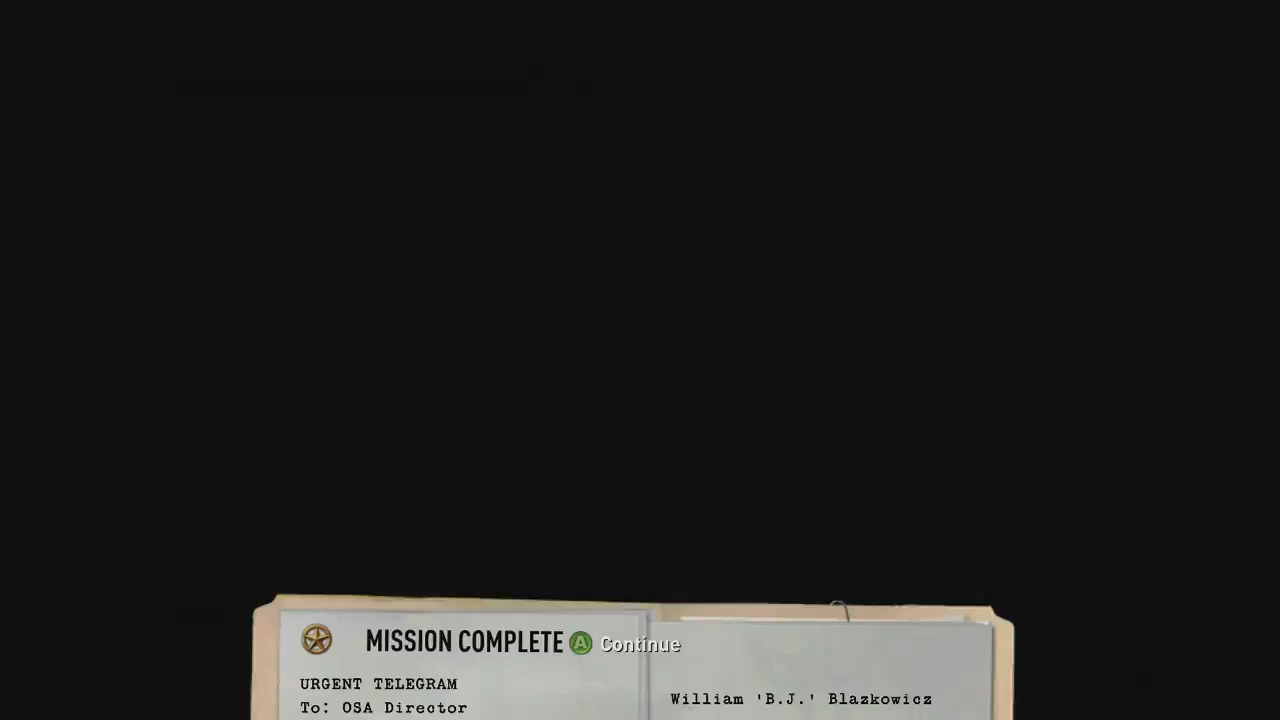 MISSION COMPLETE A Continue
URGENT TELEGRAM
To: OSA Director
William 'B.J.' Blazkowicz